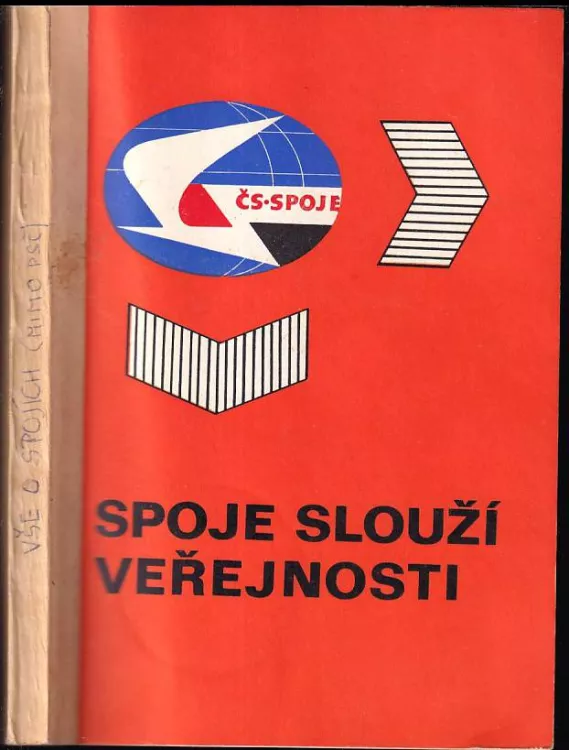 ČS·SPOJE
SPOJE SLOUŽÍ
VEŘEJNOSTI
VŠE O SPOJÍCH (MIMO PSČ)